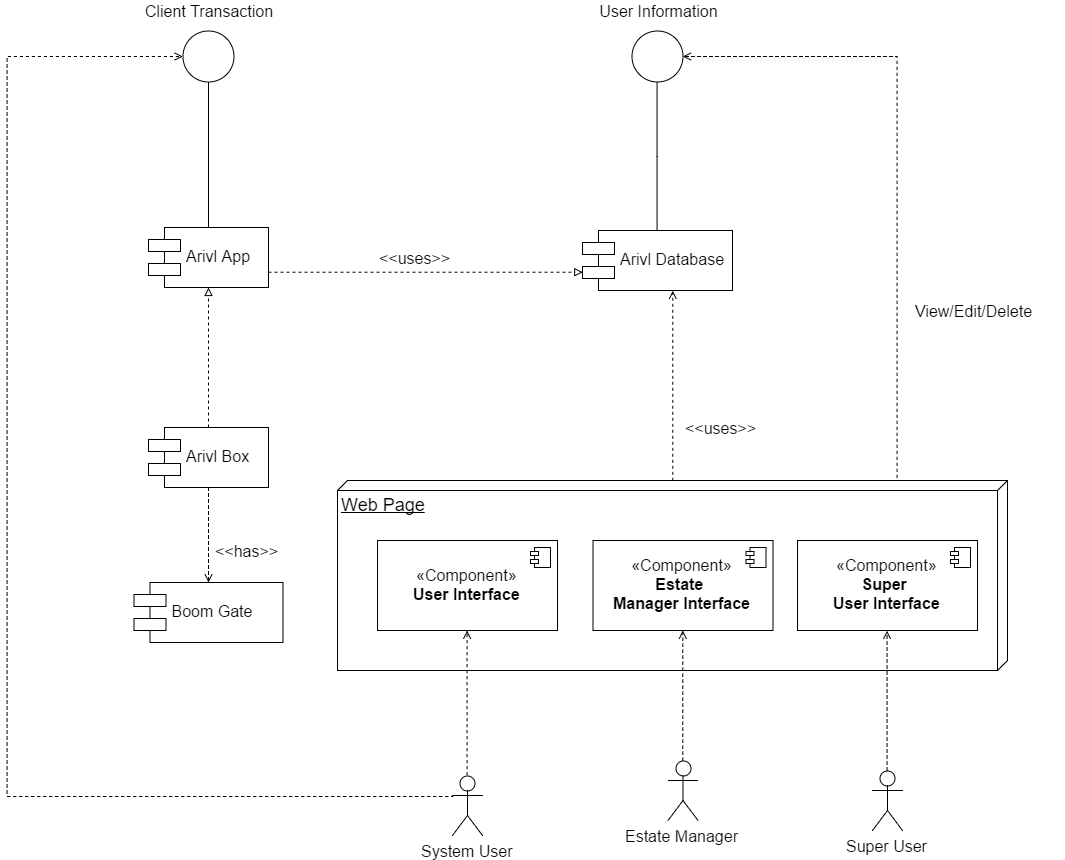 Client Transaction
User Information
Arivl App
<<uses>>
Arivl Database
View/Edit/Delete
<<uses>>
Arivl Box
<<has>>
Boom Gate
Web Page
«Component»
User Interface
«Component»
Estate
Manager Interface
«Component»
Super
User Interface
System User
Estate Manager
Super User